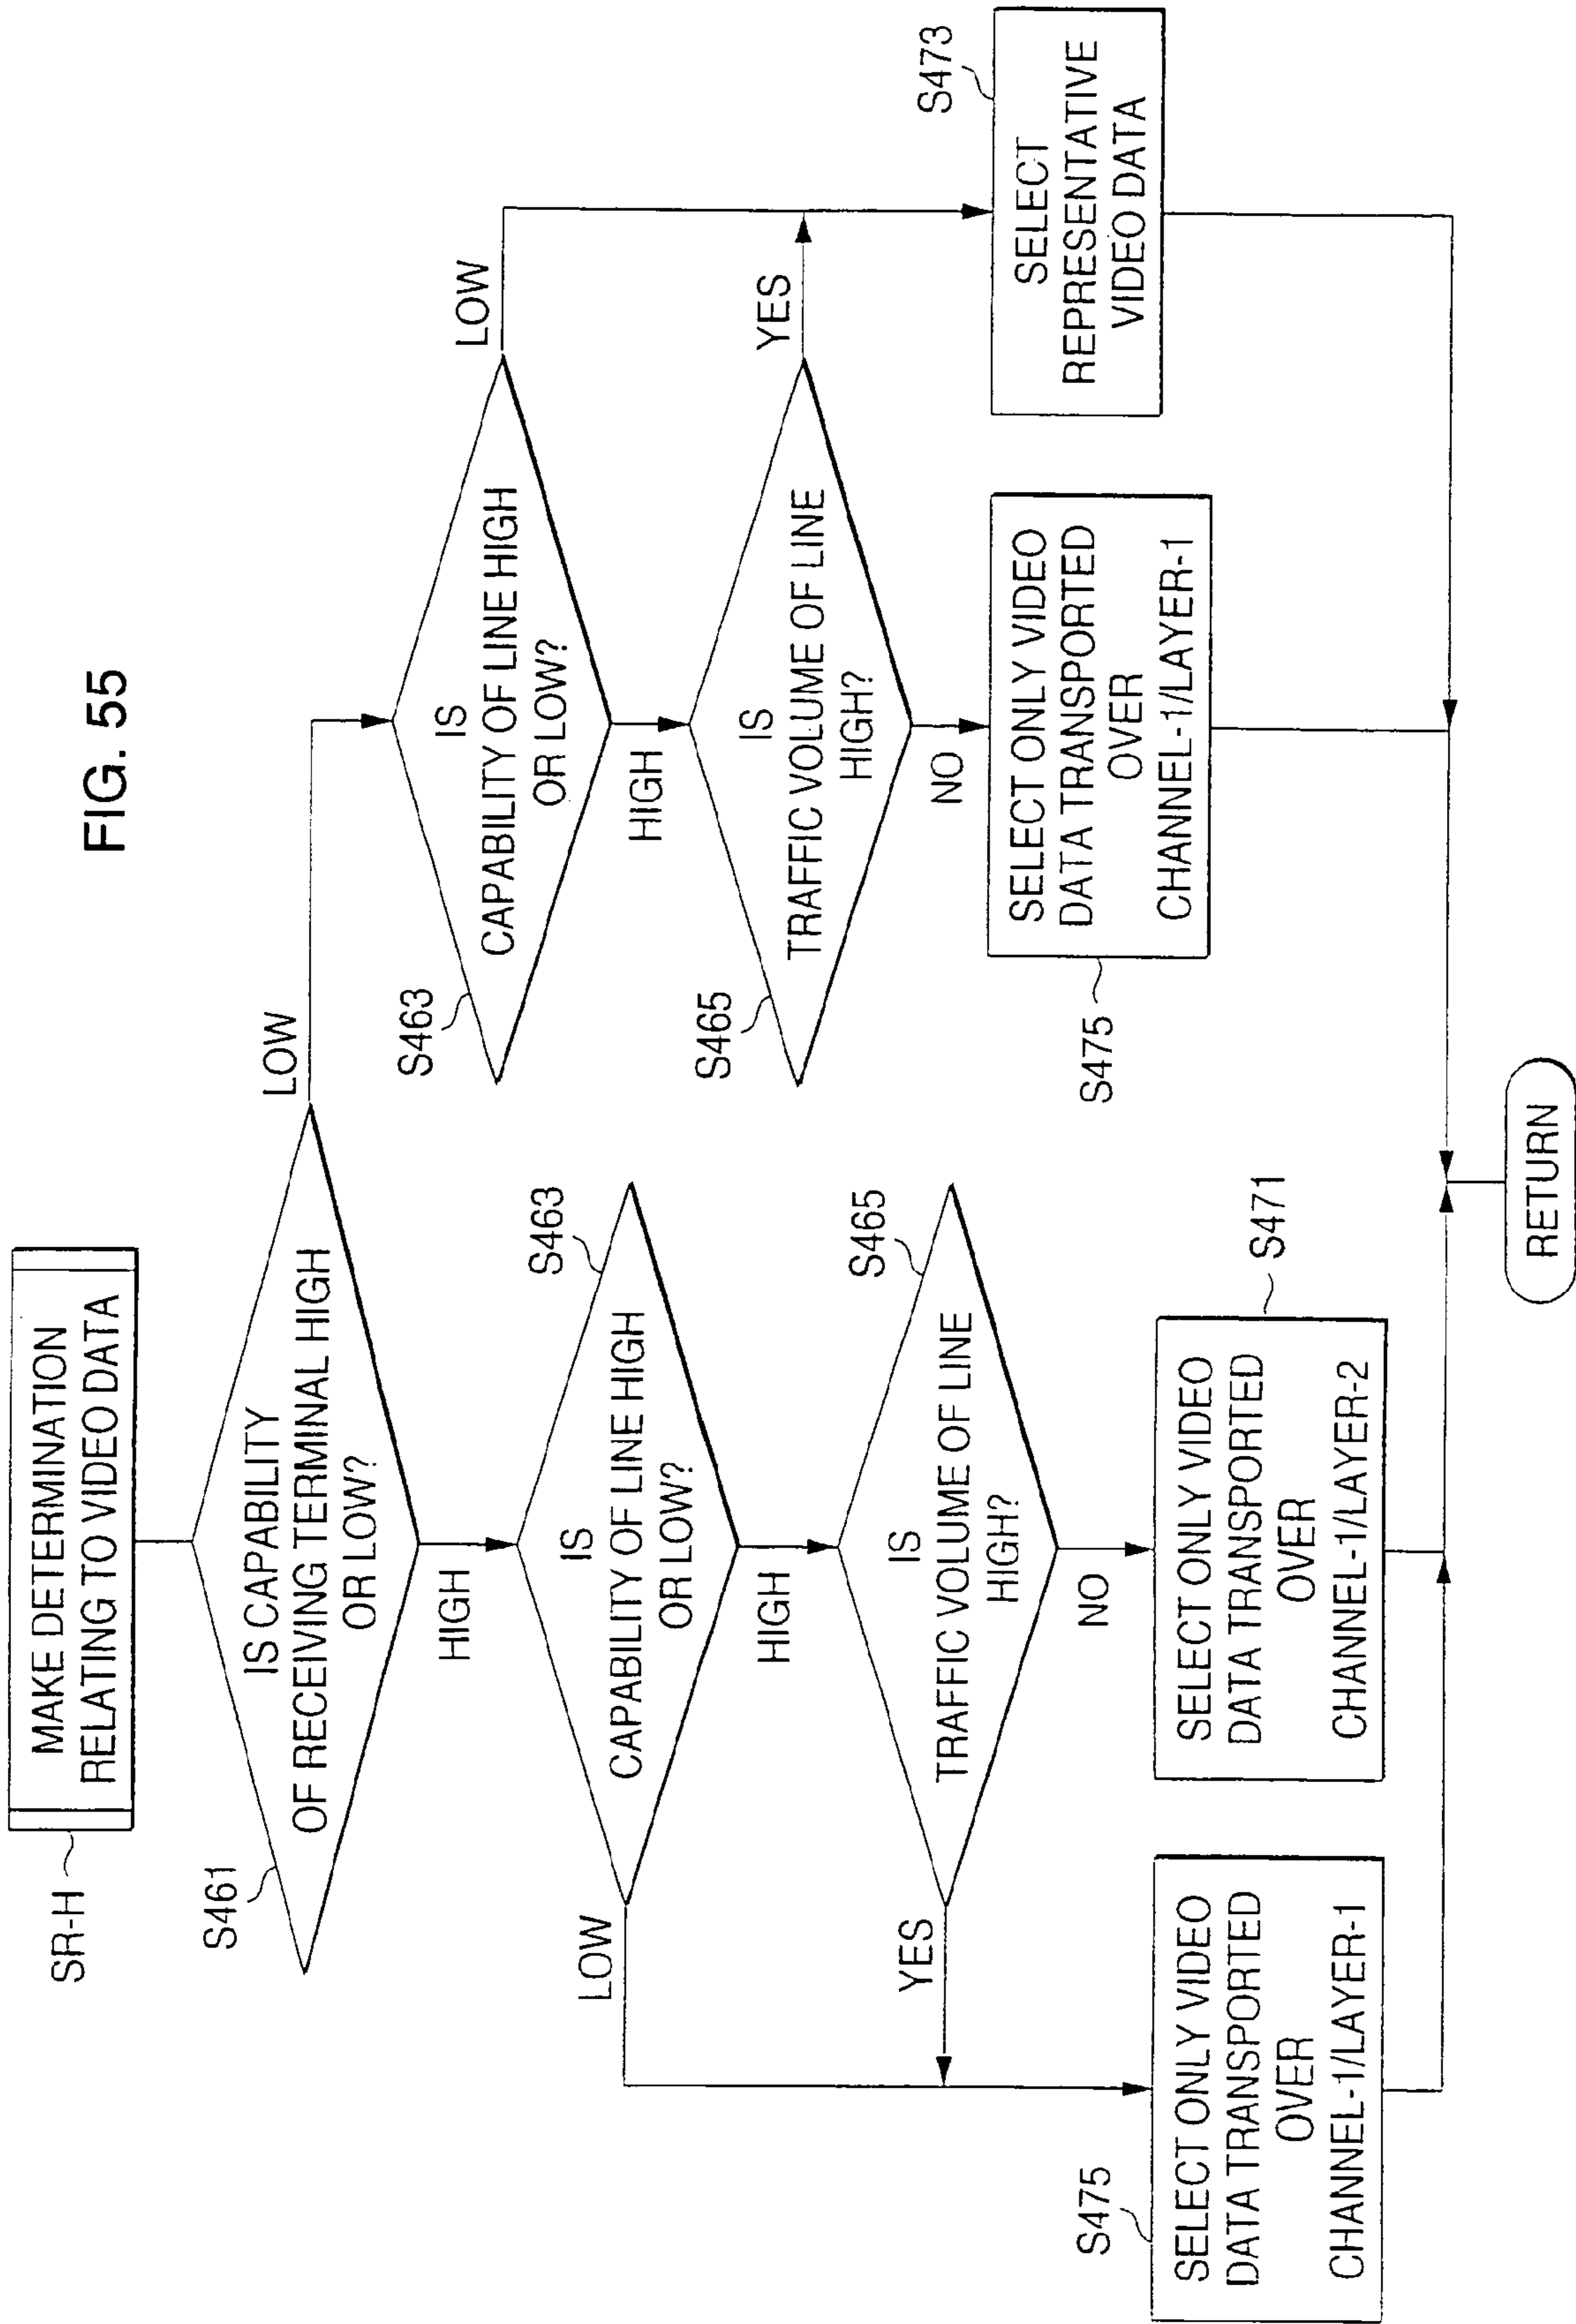 FIG. 55
SR-H
MAKE DETERMINATION
RELATING TO VIDEO DATA
S461
IS CAPABILITY
OF RECEIVING TERMINAL HIGH
OR LOW?
LOW
HIGH
S463
IS
CAPABILITY OF LINE HIGH
OR LOW?
LOW
HIGH
S465
IS
TRAFFIC VOLUME OF LINE
HIGH?
YES
NO
S475
SELECT ONLY VIDEO
DATA TRANSPORTED
OVER
CHANNEL-1/LAYER-1
S471
SELECT ONLY VIDEO
DATA TRANSPORTED
OVER
CHANNEL-1/LAYER-2
S463
IS
CAPABILITY OF LINE HIGH
OR LOW?
LOW
HIGH
S465
IS
TRAFFIC VOLUME OF LINE
HIGH?
YES
NO
S475
SELECT ONLY VIDEO
DATA TRANSPORTED
OVER
CHANNEL-1/LAYER-1
S473
SELECT
REPRESENTATIVE
VIDEO DATA
RETURN